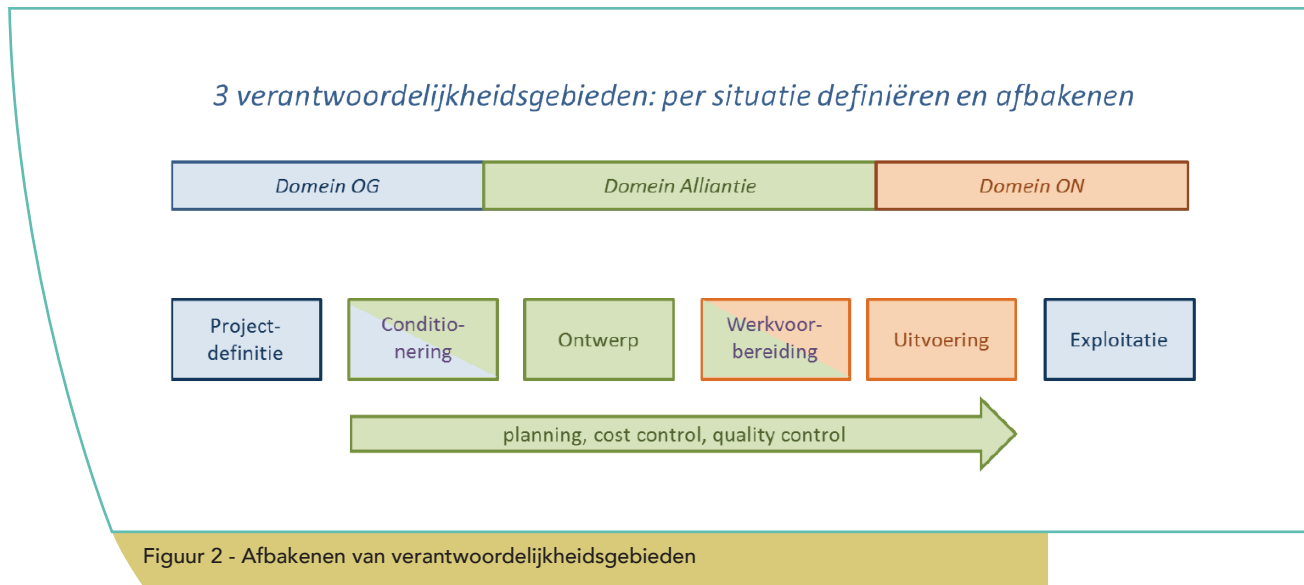 3 verantwoordelijkheidsgebieden: per situatie definiëren en afbakenen
Domein OG
Domein Alliantie
Domein ON
Project-
definitie
Conditio-
nering
Ontwerp
Werkvoor-
bereiding
Uitvoering
Exploitatie
planning, cost control, quality control
Figuur 2 - Afbakenen van verantwoordelijkheidsgebieden